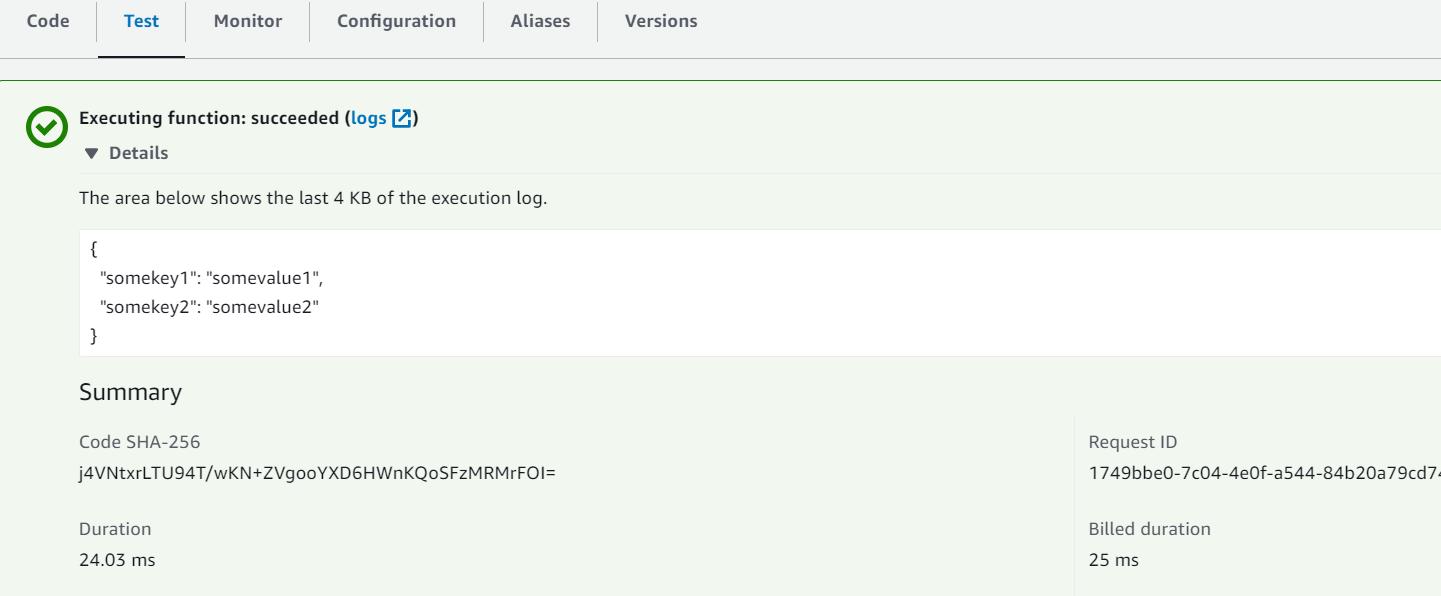 Code Test Monitor Configuration Aliases Versions
Executing function: succeeded (logs)
Details
The area below shows the last 4 KB of the execution log.
{
"somekey1": "somevalue1",
"somekey2": "somevalue2"
}
Summary
Code SHA-256
j4VNtxrLTU94T/wKN+ZVgooYXD6HWnKQoSFzMRMrFOI=
Request ID
1749bbe0-7c04-4e0f-a544-84b20a79cd74
Duration
24.03 ms
Billed duration
25 ms